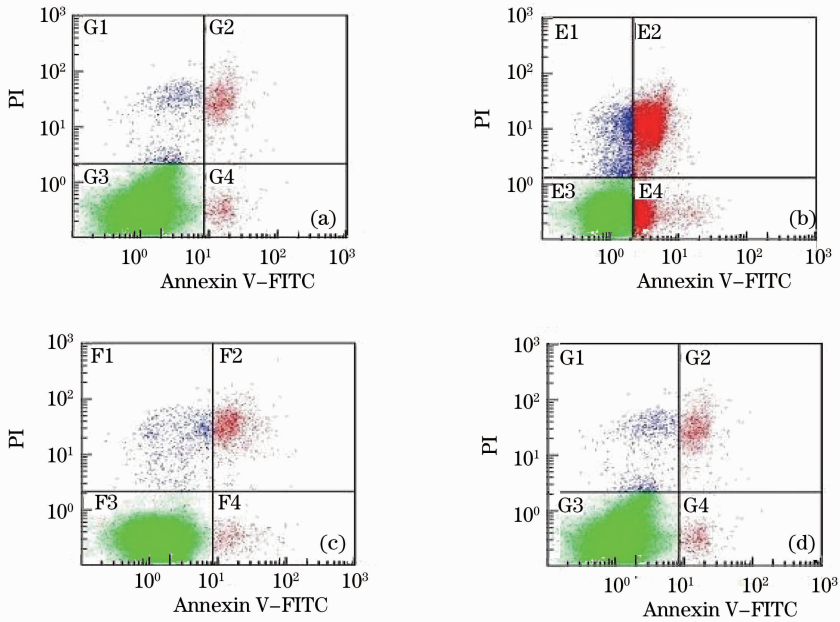 10³
G1 G2
10²
PI
10¹
10⁰
G3 G4
(a)
10⁰ 10¹ 10² 10³
Annexin V–FITC
10³
E1 E2
10²
PI
10¹
10⁰
E3 E4
(b)
10⁰ 10¹ 10² 10³
Annexin V–FITC
10³
F1 F2
10²
PI
10¹
10⁰
F3 F4
(c)
10⁰ 10¹ 10² 10³
Annexin V–FITC
10³
G1 G2
10²
PI
10¹
10⁰
G3 G4
(d)
10⁰ 10¹ 10² 10³
Annexin V–FITC